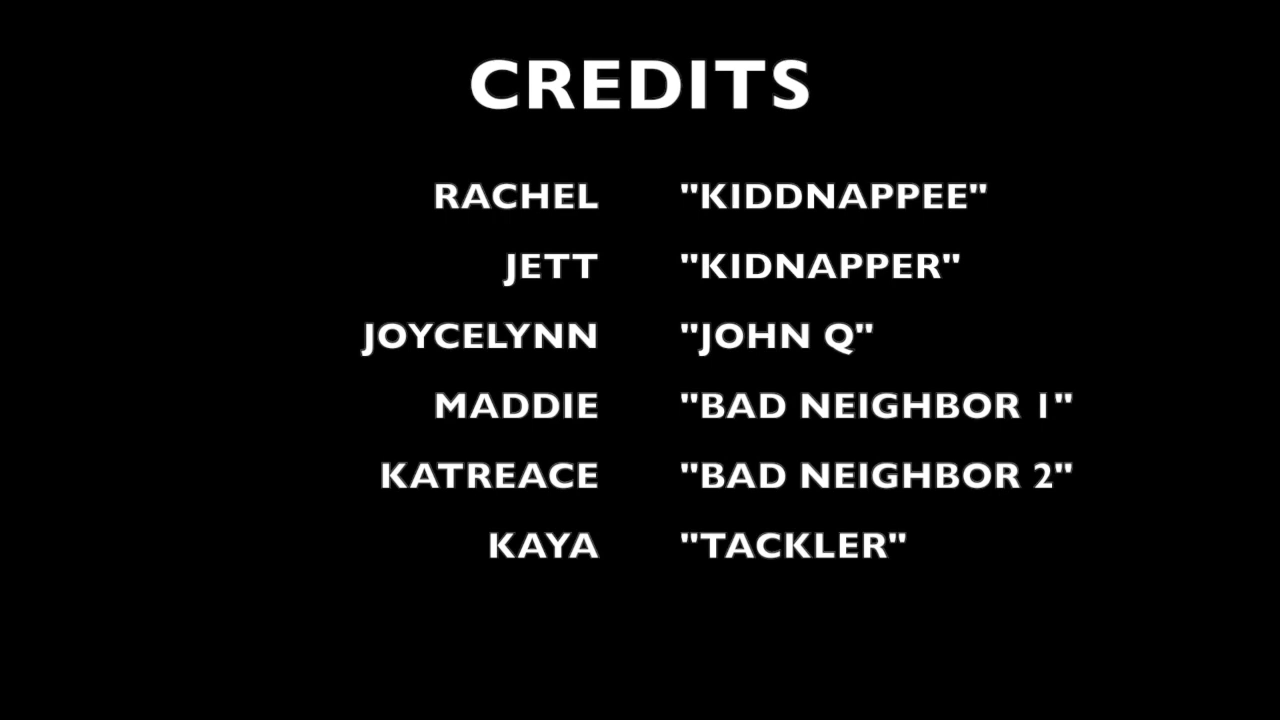 CREDITS
RACHEL "KIDDNAPPEE"
JETT "KIDNAPPER"
JOYCELYNN "JOHN Q"
MADDIE "BAD NEIGHBOR 1"
KATREACE "BAD NEIGHBOR 2"
KAYA "TACKLER"